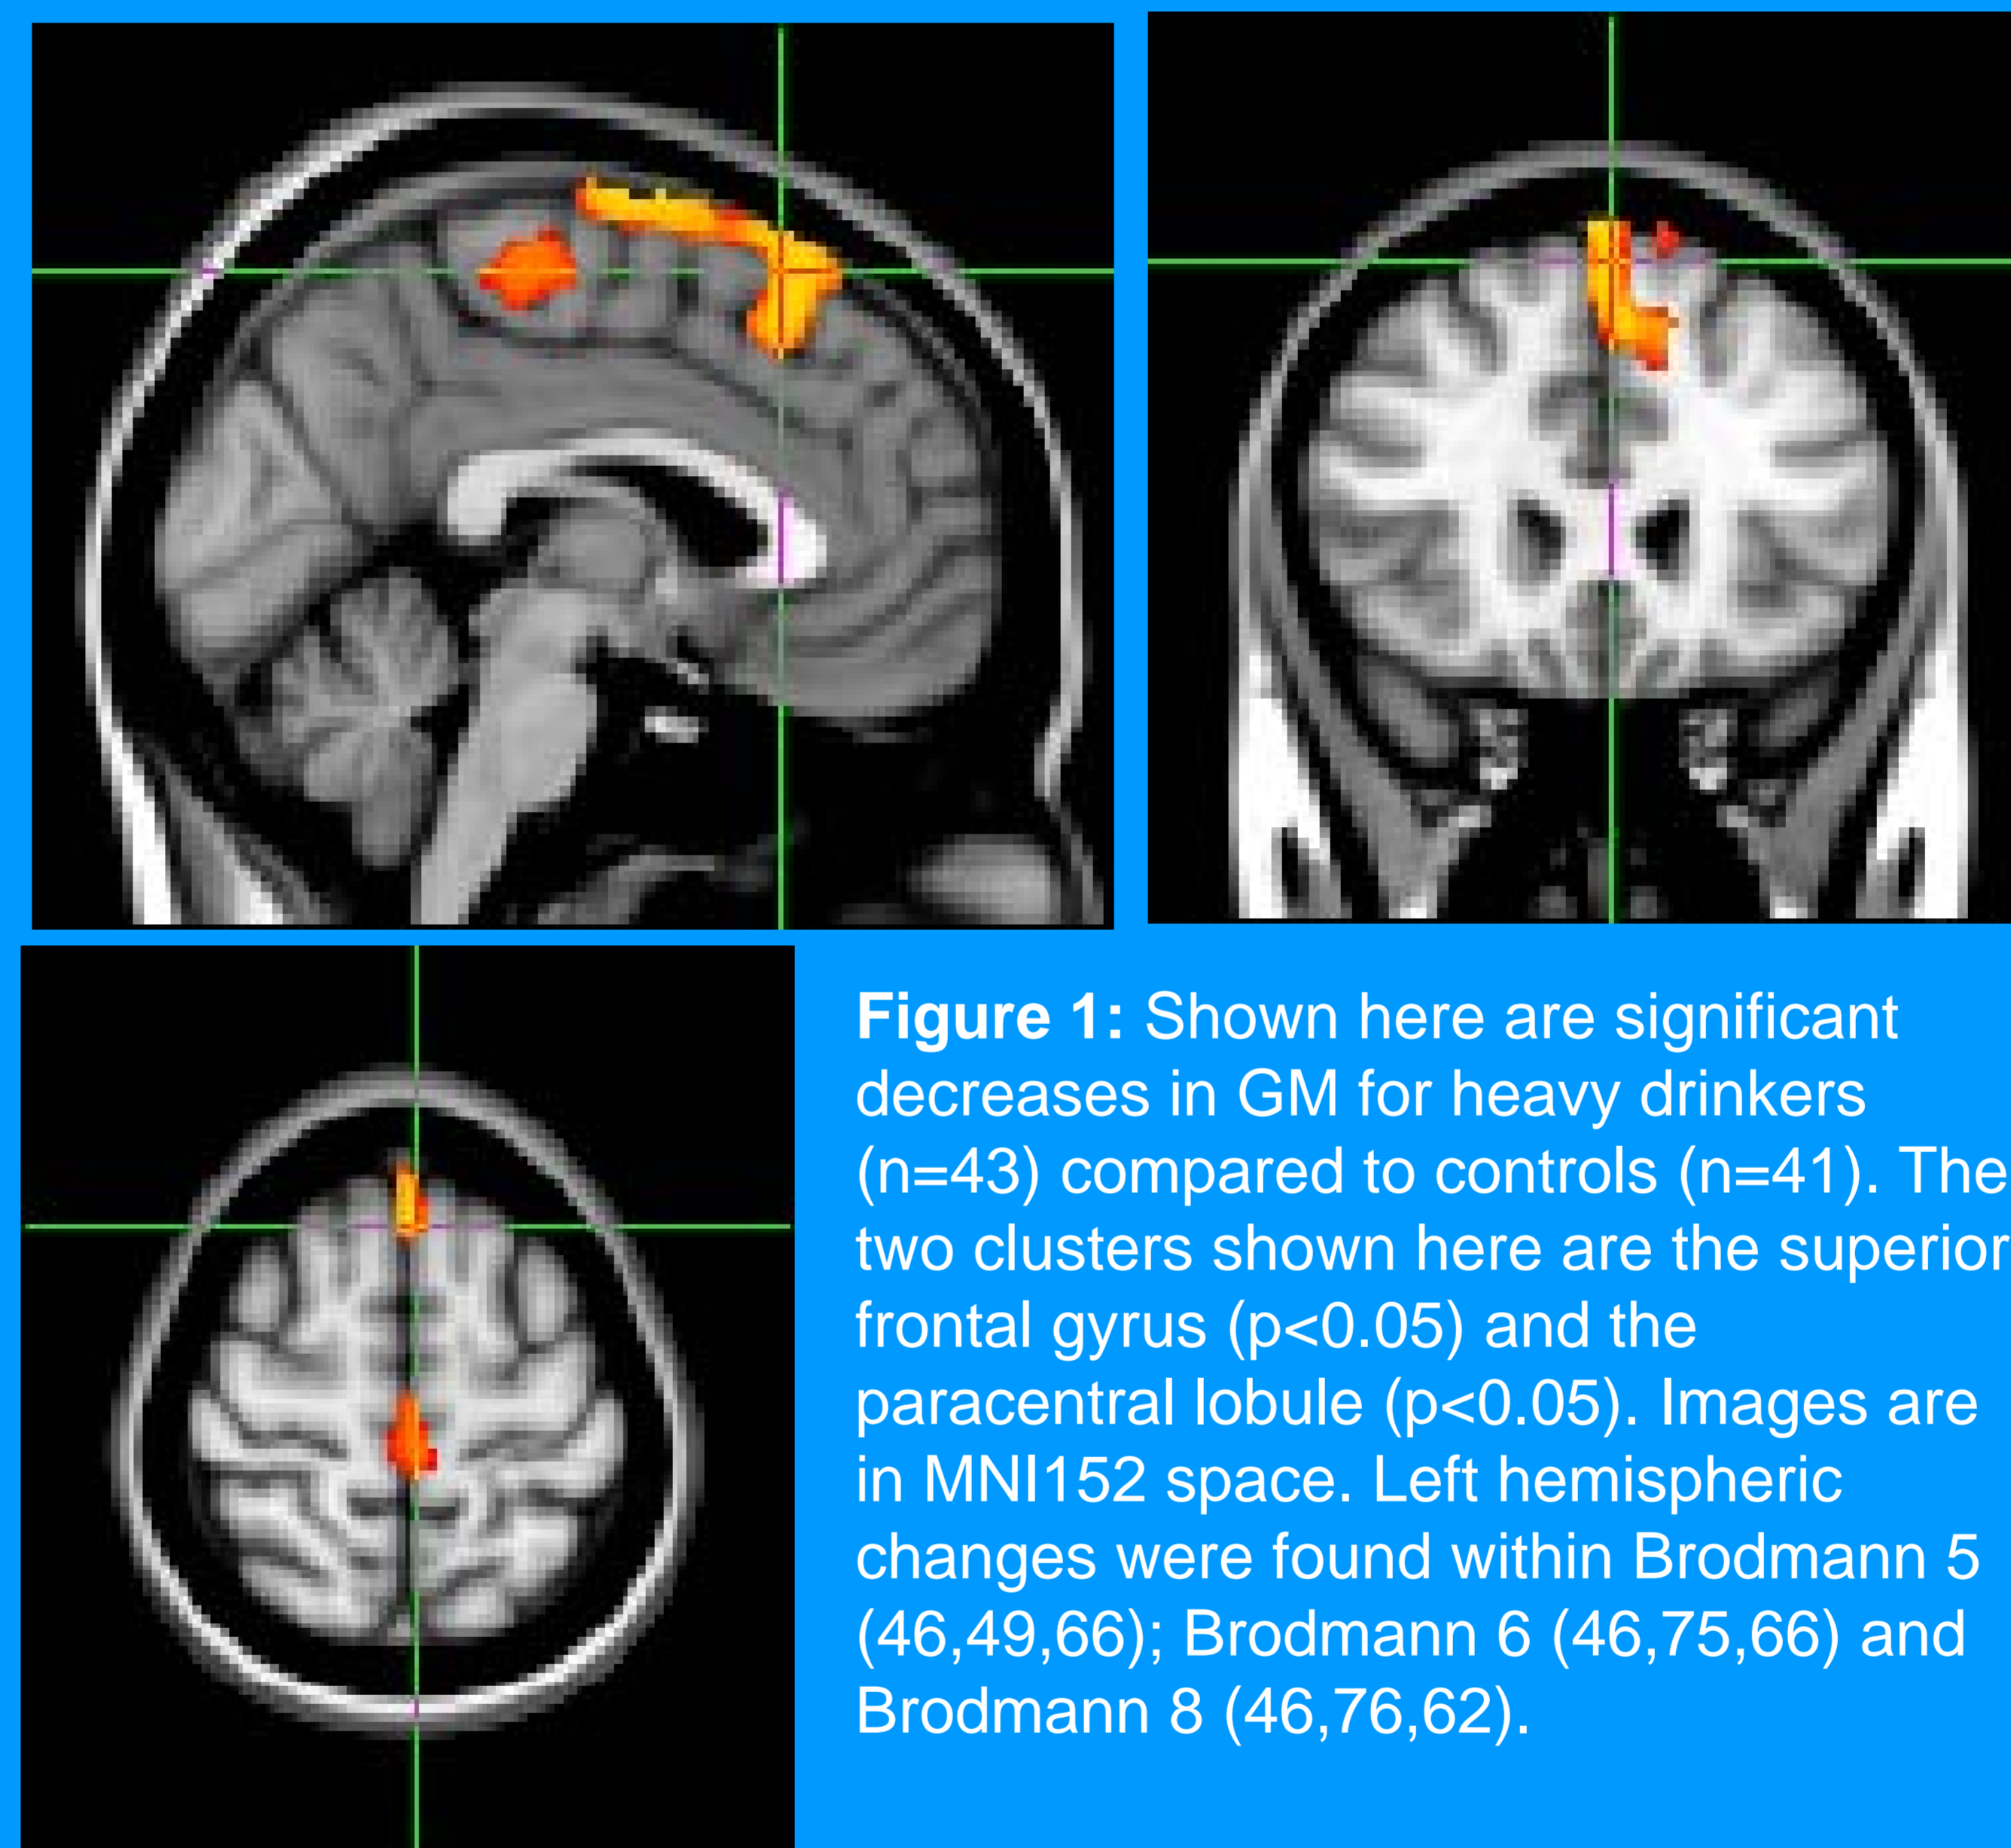 Figure 1: Shown here are significant
decreases in GM for heavy drinkers
(n=43) compared to controls (n=41). The
two clusters shown here are the superior
frontal gyrus (p<0.05) and the
paracentral lobule (p<0.05). Images are
in MNI152 space. Left hemispheric
changes were found within Brodmann 5
(46,49,66); Brodmann 6 (46,75,66) and
Brodmann 8 (46,76,62).